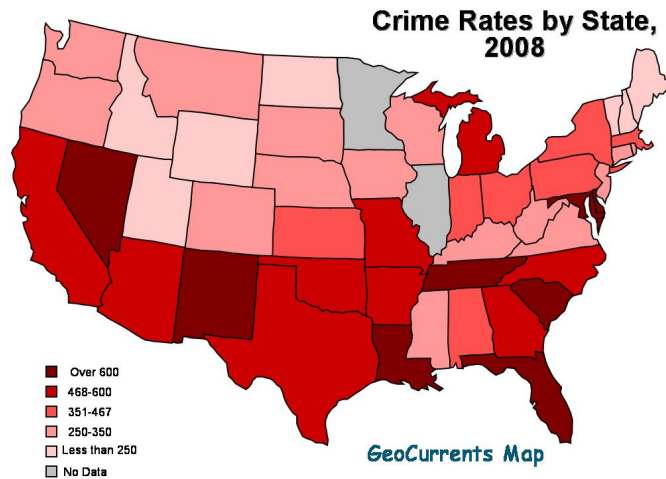 Crime Rates by State,
2008
Over 600
468-600
351-467
250-350
Less than 250
No Data
GeoCurrents Map